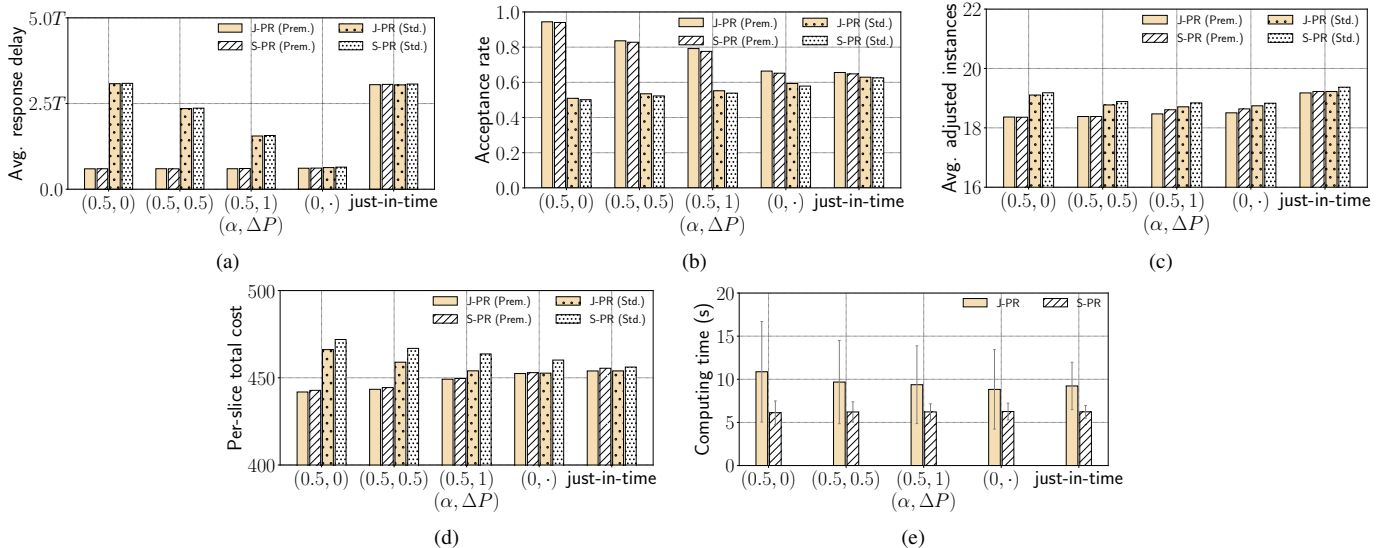 5.0T
2.5T
0.0
Avg. response delay
J-PR (Prem.)
S-PR (Prem.)
J-PR (Std.)
S-PR (Std.)
(0.5, 0)
(0.5, 0.5)
(0.5, 1)
(0, ·)
just-in-time
(α, ΔP)
(a)
1.0
0.8
0.6
0.4
0.2
0.0
Acceptance rate
J-PR (Prem.)
S-PR (Prem.)
J-PR (Std.)
S-PR (Std.)
(0.5, 0)
(0.5, 0.5)
(0.5, 1)
(0, ·)
just-in-time
(α, ΔP)
(b)
22
20
18
16
Avg. adjusted instances
J-PR (Prem.)
S-PR (Prem.)
J-PR (Std.)
S-PR (Std.)
(0.5, 0)
(0.5, 0.5)
(0.5, 1)
(0, ·)
just-in-time
(α, ΔP)
(c)
500
450
400
Per-slice total cost
J-PR (Prem.)
S-PR (Prem.)
J-PR (Std.)
S-PR (Std.)
(0.5, 0)
(0.5, 0.5)
(0.5, 1)
(0, ·)
just-in-time
(α, ΔP)
(d)
20
15
10
5
0
Computing time (s)
J-PR
S-PR
(0.5, 0)
(0.5, 0.5)
(0.5, 1)
(0, ·)
just-in-time
(α, ΔP)
(e)